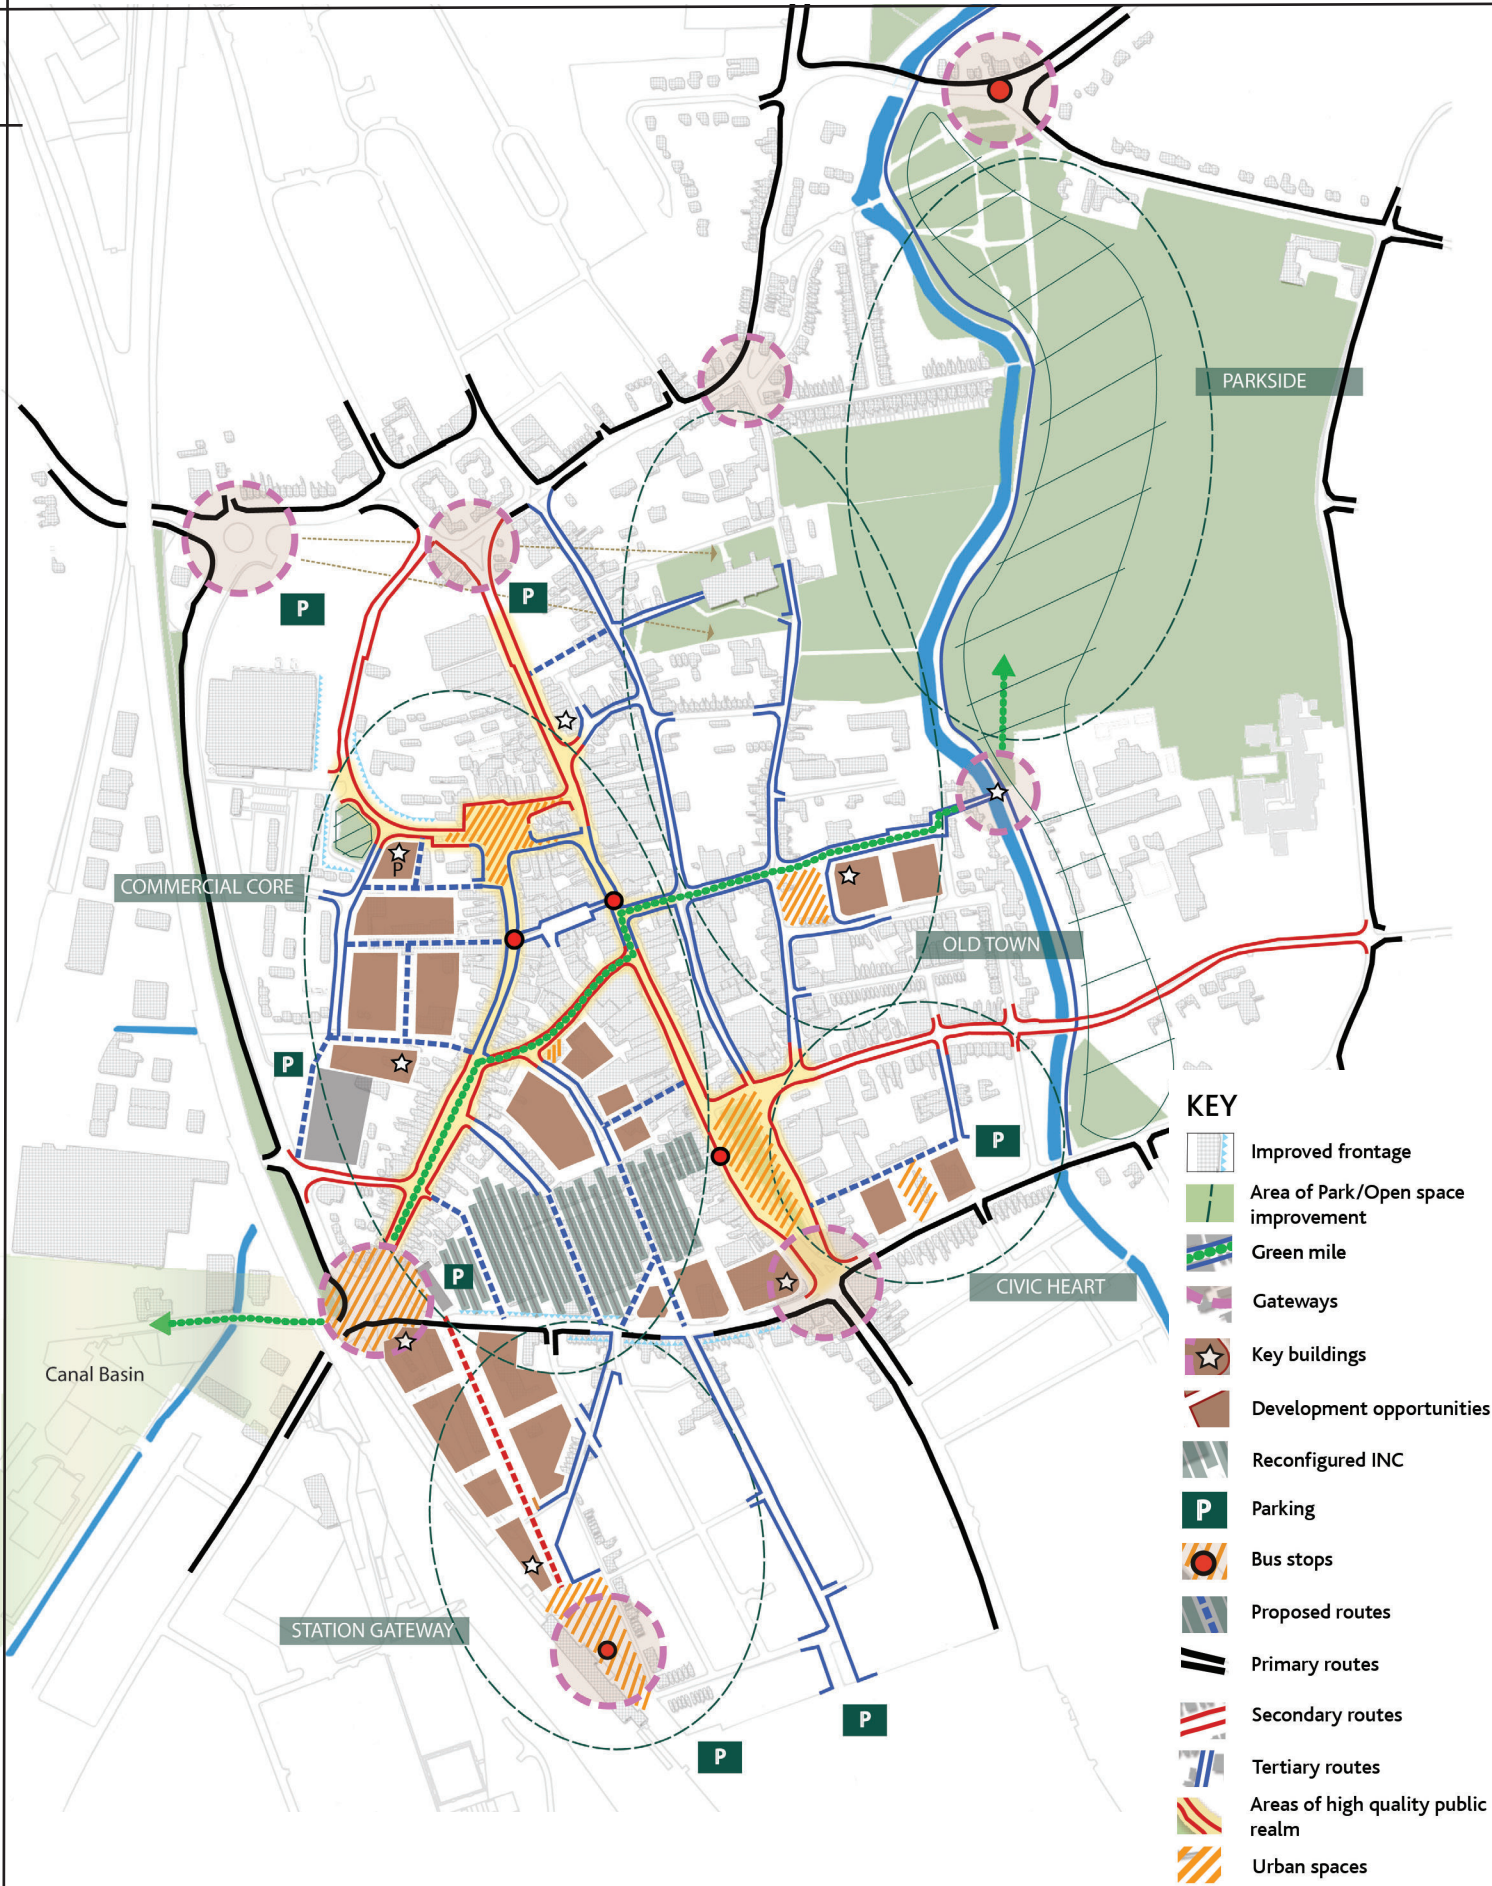 PARKSIDE
P
P
COMMERCIAL CORE
P
OLD TOWN
P
P
KEY
Improved frontage
Area of Park/Open space
improvement
Green mile
P
CIVIC HEART
Gateways
Canal Basin
Key buildings
Development opportunities
Reconfigured INC
P
Parking
Bus stops
STATION GATEWAY
Proposed routes
Primary routes
P
Secondary routes
P
Tertiary routes
Areas of high quality public
realm
Urban spaces